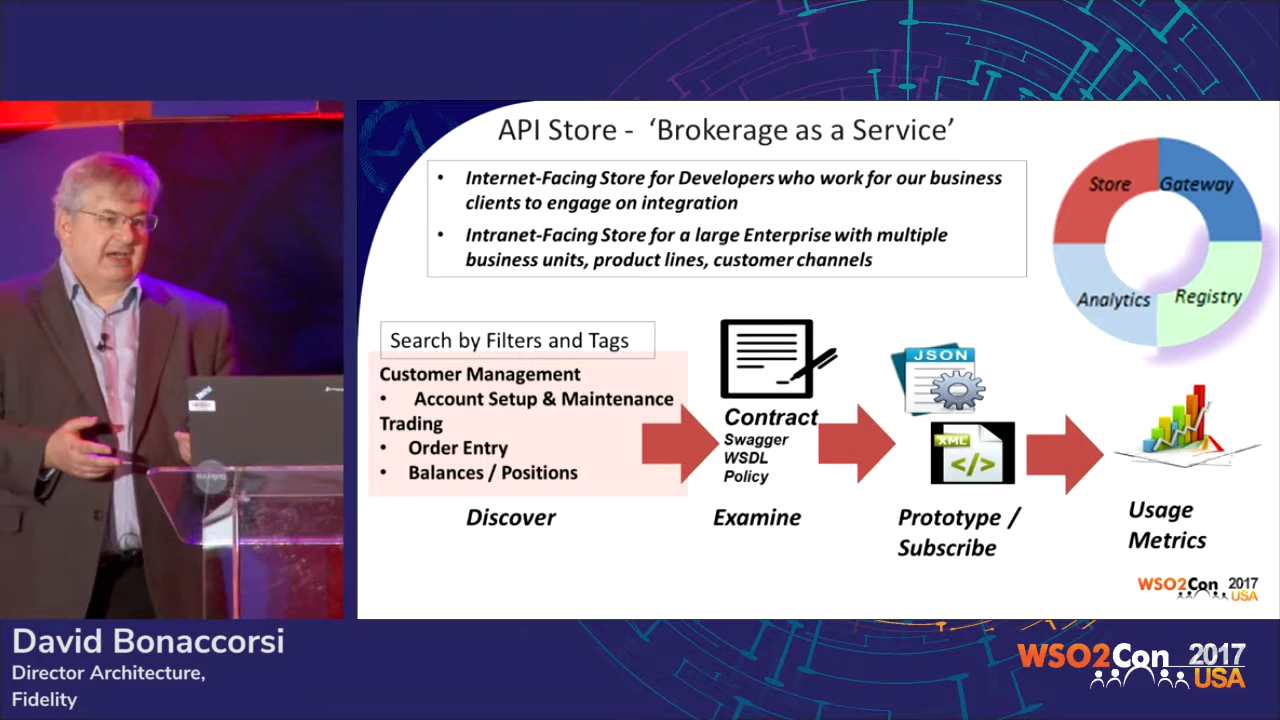 API Store - ‘Brokerage as a Service’
• Internet-Facing Store for Developers who work for our business
clients to engage on integration
• Intranet-Facing Store for a large Enterprise with multiple
business units, product lines, customer channels
Store
Gateway
Analytics
Registry
Search by Filters and Tags
Customer Management
• Account Setup & Maintenance
Trading
• Order Entry
• Balances / Positions
Discover
Contract
Swagger
WSDL
Policy
Examine
JSON
XML
</>
Prototype /
Subscribe
Usage
Metrics
WSO2Con 2017
USA
David Bonaccorsi
Director Architecture,
Fidelity
WSO2Con 2017
USA